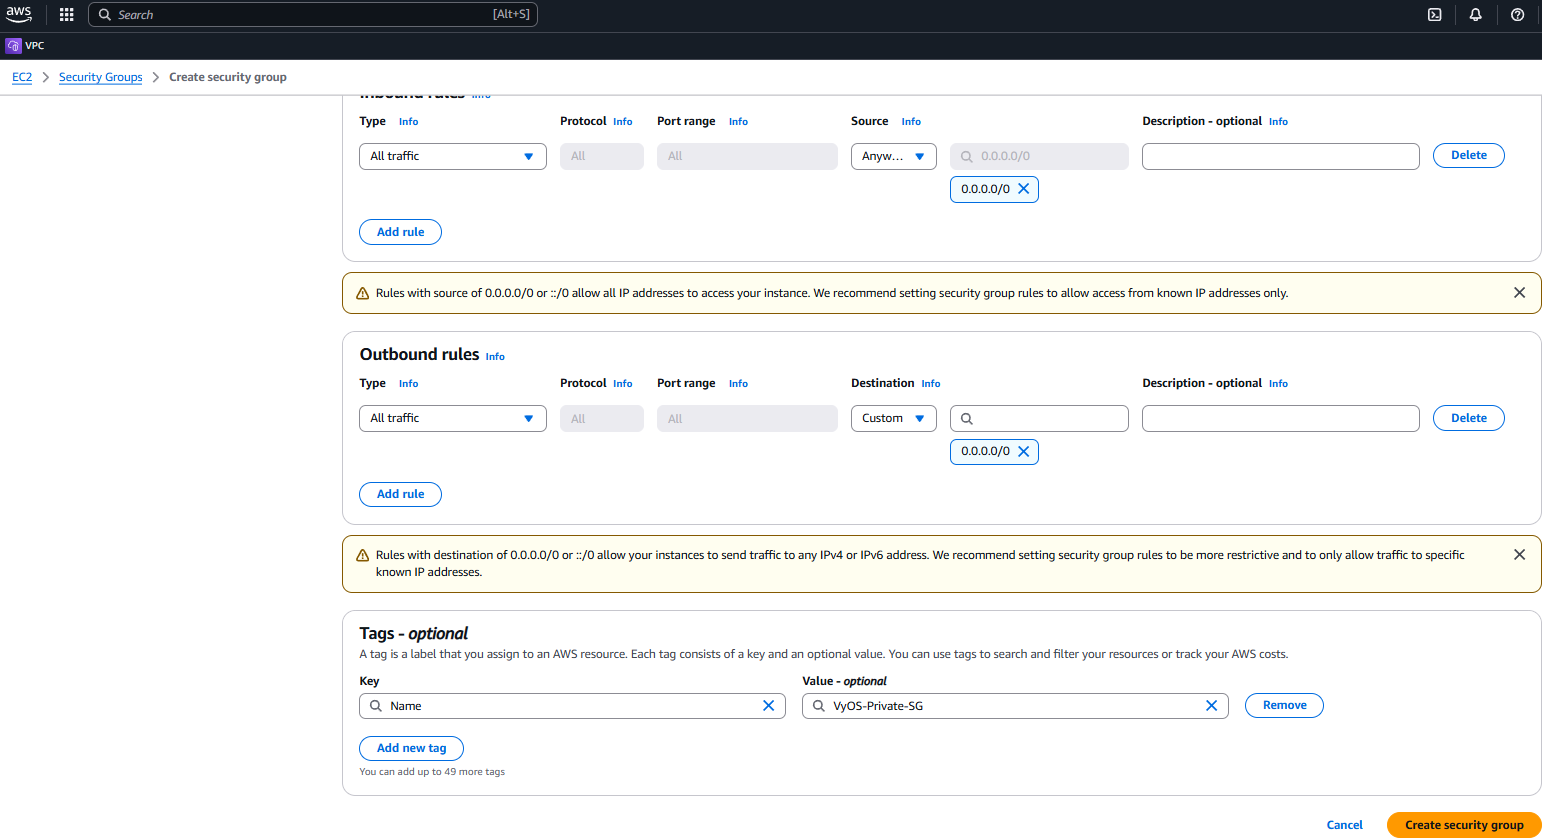 aws
Search [Alt+S]
VPC
EC2 Security Groups Create security group
Inbound rules Info
Type Info Protocol Info Port range Info Source Info Description - optional Info
All traffic All All Anyw... 0.0.0.0/0 Delete
0.0.0.0/0
Add rule
Rules with source of 0.0.0.0/0 or ::/0 allow all IP addresses to access your instance. We recommend setting security group rules to allow access from known IP addresses only.
Outbound rules Info
Type Info Protocol Info Port range Info Destination Info Description - optional Info
All traffic All All Custom Delete
0.0.0.0/0
Add rule
Rules with destination of 0.0.0.0/0 or ::/0 allow your instances to send traffic to any IPv4 or IPv6 address. We recommend setting security group rules to be more restrictive and to only allow traffic to specific
known IP addresses.
Tags - optional
A tag is a label that you assign to an AWS resource. Each tag consists of a key and an optional value. You can use tags to search and filter your resources or track your AWS costs.
Key Value - optional
Name VyOS-Private-SG Remove
Add new tag
You can add up to 49 more tags
Cancel Create security group